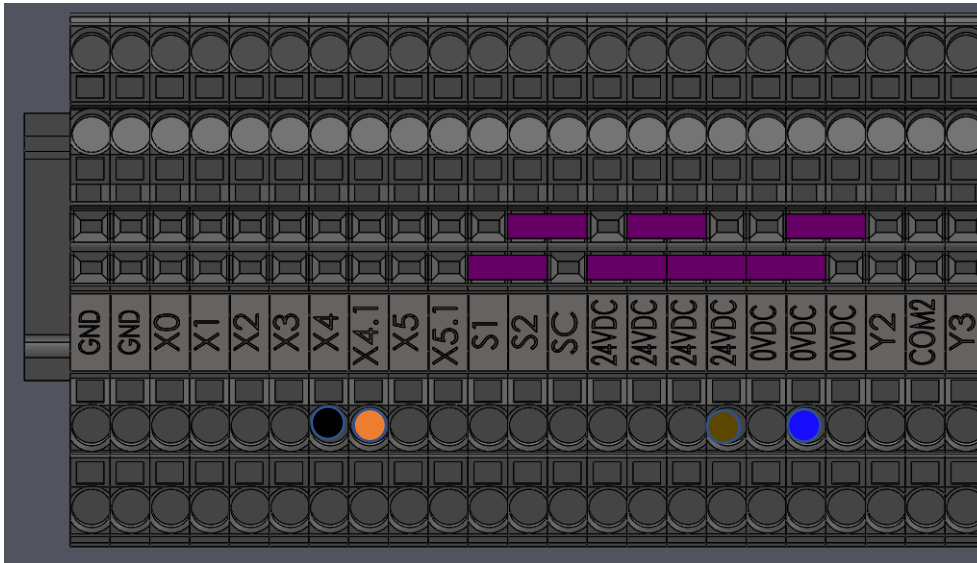 GND
GND
X0
X1
X2
X3
X4
X4.1
X5
X5.1
S1
S2
SC
24VDC
24VDC
24VDC
24VDC
0VDC
0VDC
0VDC
Y2
COM2
Y3